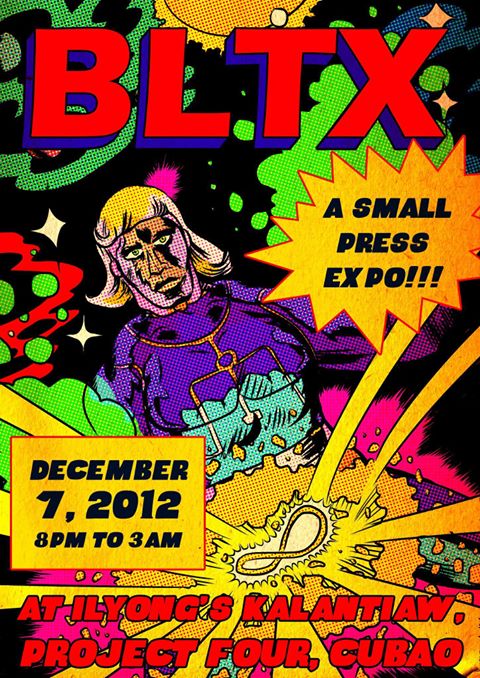 BLTX
A SMALL
PRESS
EXPO!!!
DECEMBER
7, 2012
8PM TO 3AM
AT ILYONG'S KALANTIAW,
PROJECT FOUR, CUBAO